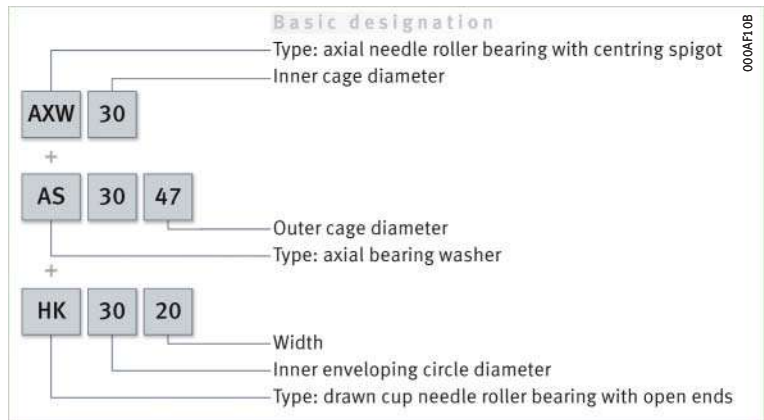 Basic designation
Type: axial needle roller bearing with centring spigot
Inner cage diameter
AXW 30
+
AS 30 47
Outer cage diameter
Type: axial bearing washer
+
HK 30 20
Width
Inner enveloping circle diameter
Type: drawn cup needle roller bearing with open ends
000AF10B